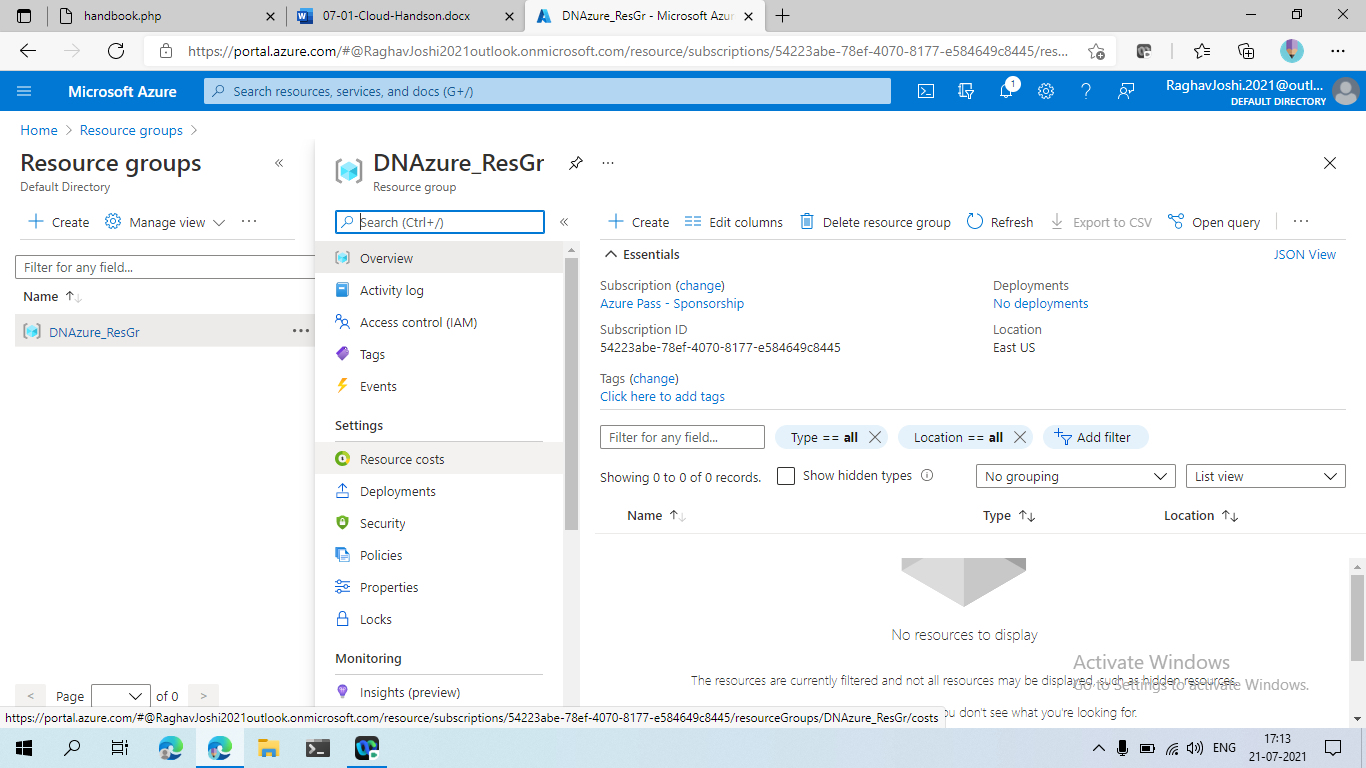 handbook.php
07-01-Cloud-Handson.docx
DNAzure_ResGr - Microsoft Azur
https://portal.azure.com/#@RaghavJoshi2021outlook.onmicrosoft.com/resource/subscriptions/54223abe-78ef-4070-8177-e584649c8445/res...
Microsoft Azure
Search resources, services, and docs (G+/)
1
RaghavJoshi.2021@outl...
DEFAULT DIRECTORY
Home > Resource groups >
Resource groups
Default Directory
Create
Manage view
...
Filter for any field...
Name
DNAzure_ResGr
...
< Page of 0 >
DNAzure_ResGr
Resource group
...
Search (Ctrl+/)
Overview
Activity log
Access control (IAM)
Tags
Events
Settings
Resource costs
Deployments
Security
Policies
Properties
Locks
Monitoring
Insights (preview)
Create
Edit columns
Delete resource group
Refresh
Export to CSV
Open query
...
Essentials
JSON View
Subscription (change)
Azure Pass - Sponsorship
Subscription ID
54223abe-78ef-4070-8177-e584649c8445
Tags (change)
Click here to add tags
Deployments
No deployments
Location
East US
Filter for any field...
Type == all
Location == all
Add filter
Showing 0 to 0 of 0 records.
Show hidden types
No grouping
List view
Name
Type
Location
No resources to display
The resources are currently filtered and not all resources may be displayed, such as hidden resources.
you don't see what you're looking for.
Activate Windows
Go to Settings to activate Windows.
https://portal.azure.com/#@RaghavJoshi2021outlook.onmicrosoft.com/resource/subscriptions/54223abe-78ef-4070-8177-e584649c8445/resourceGroups/DNAzure_ResGr/costs
ENG
17:13
21-07-2021